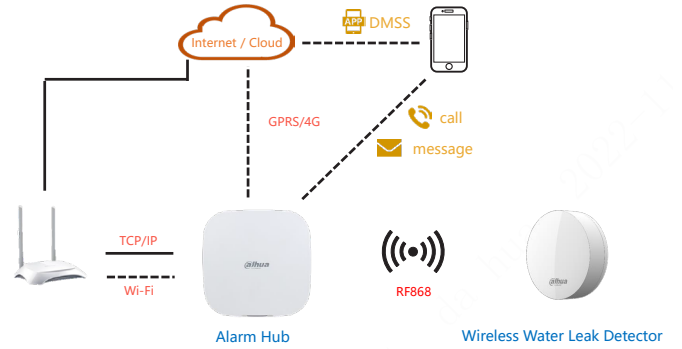 APP DMSS
Internet / Cloud
GPRS/4G
call
message
TCP/IP
Wi-Fi
alhua
RF868
alhua
Alarm Hub
Wireless Water Leak Detector